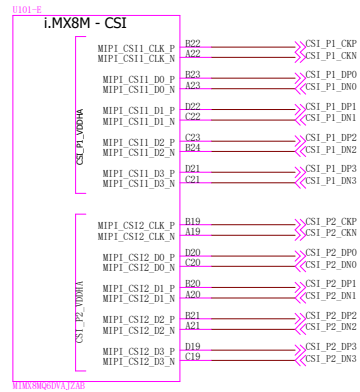 U101-E
i.MX8M - CSI
CSI_P1_VDDHA
MIPI_CSI1_CLK_P B22 CSI_P1_CKP
MIPI_CSI1_CLK_N A22 CSI_P1_CKN
MIPI_CSI1_D0_P B23 CSI_P1_DP0
MIPI_CSI1_D0_N A23 CSI_P1_DN0
MIPI_CSI1_D1_P D22 CSI_P1_DP1
MIPI_CSI1_D1_N C22 CSI_P1_DN1
MIPI_CSI1_D2_P C23 CSI_P1_DP2
MIPI_CSI1_D2_N B24 CSI_P1_DN2
MIPI_CSI1_D3_P D21 CSI_P1_DP3
MIPI_CSI1_D3_N C21 CSI_P1_DN3
CSI_P2_VDDHA
MIPI_CSI2_CLK_P B19 CSI_P2_CKP
MIPI_CSI2_CLK_N A19 CSI_P2_CKN
MIPI_CSI2_D0_P D20 CSI_P2_DP0
MIPI_CSI2_D0_N C20 CSI_P2_DN0
MIPI_CSI2_D1_P B20 CSI_P2_DP1
MIPI_CSI2_D1_N A20 CSI_P2_DN1
MIPI_CSI2_D2_P B21 CSI_P2_DP2
MIPI_CSI2_D2_N A21 CSI_P2_DN2
MIPI_CSI2_D3_P D19 CSI_P2_DP3
MIPI_CSI2_D3_N C19 CSI_P2_DN3
MIMX8MQ6DVAJZAB